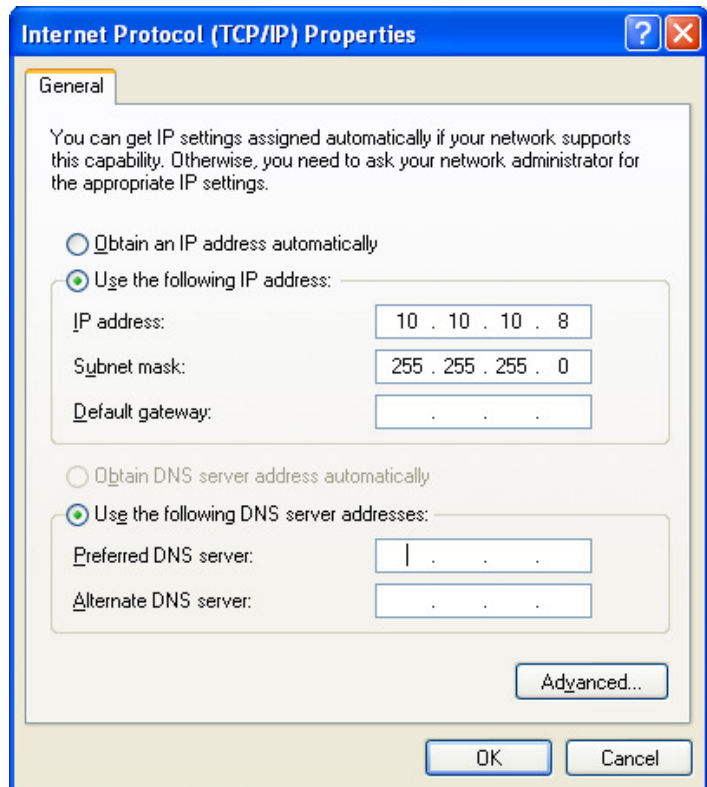 Internet Protocol (TCP/IP) Properties
General
You can get IP settings assigned automatically if your network supports
this capability. Otherwise, you need to ask your network administrator for
the appropriate IP settings.
Obtain an IP address automatically
Use the following IP address:
IP address: 10 . 10 . 10 . 8
Subnet mask: 255 . 255 . 255 . 0
Default gateway: . . .
Obtain DNS server address automatically
Use the following DNS server addresses:
Preferred DNS server: . . .
Alternate DNS server: . . .
Advanced...
OK Cancel